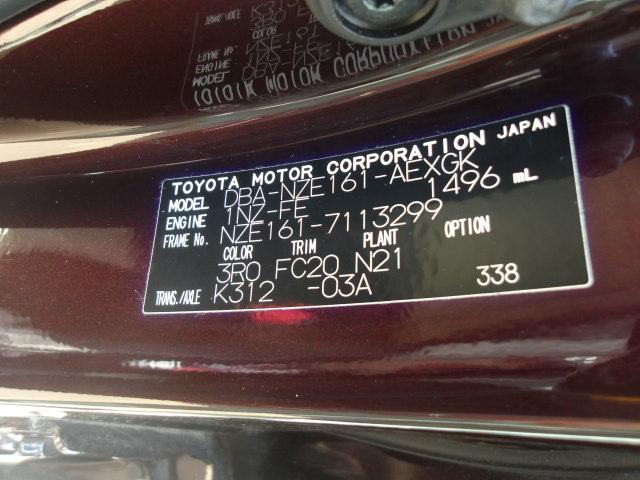 TOYOTA MOTOR CORPORATION JAPAN
MODEL DBA-NZE161-AEXGK
ENGINE 1NZ-FE 1496 mL
FRAME No. NZE161-7113299
COLOR TRIM PLANT OPTION
3R0 FC20 N21
TRANS./AXLE K312 -03A 338